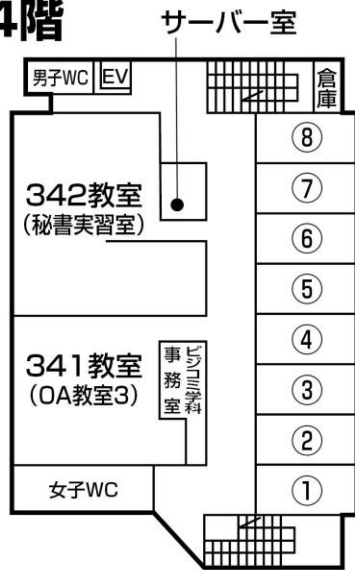 4階
サーバー室
男子WC
EV
倉庫
⑧
342教室
(秘書実習室)
⑦
⑥
⑤
341教室
(OA教室3)
ビジコミ学科
事務室
④
③
②
女子WC
①